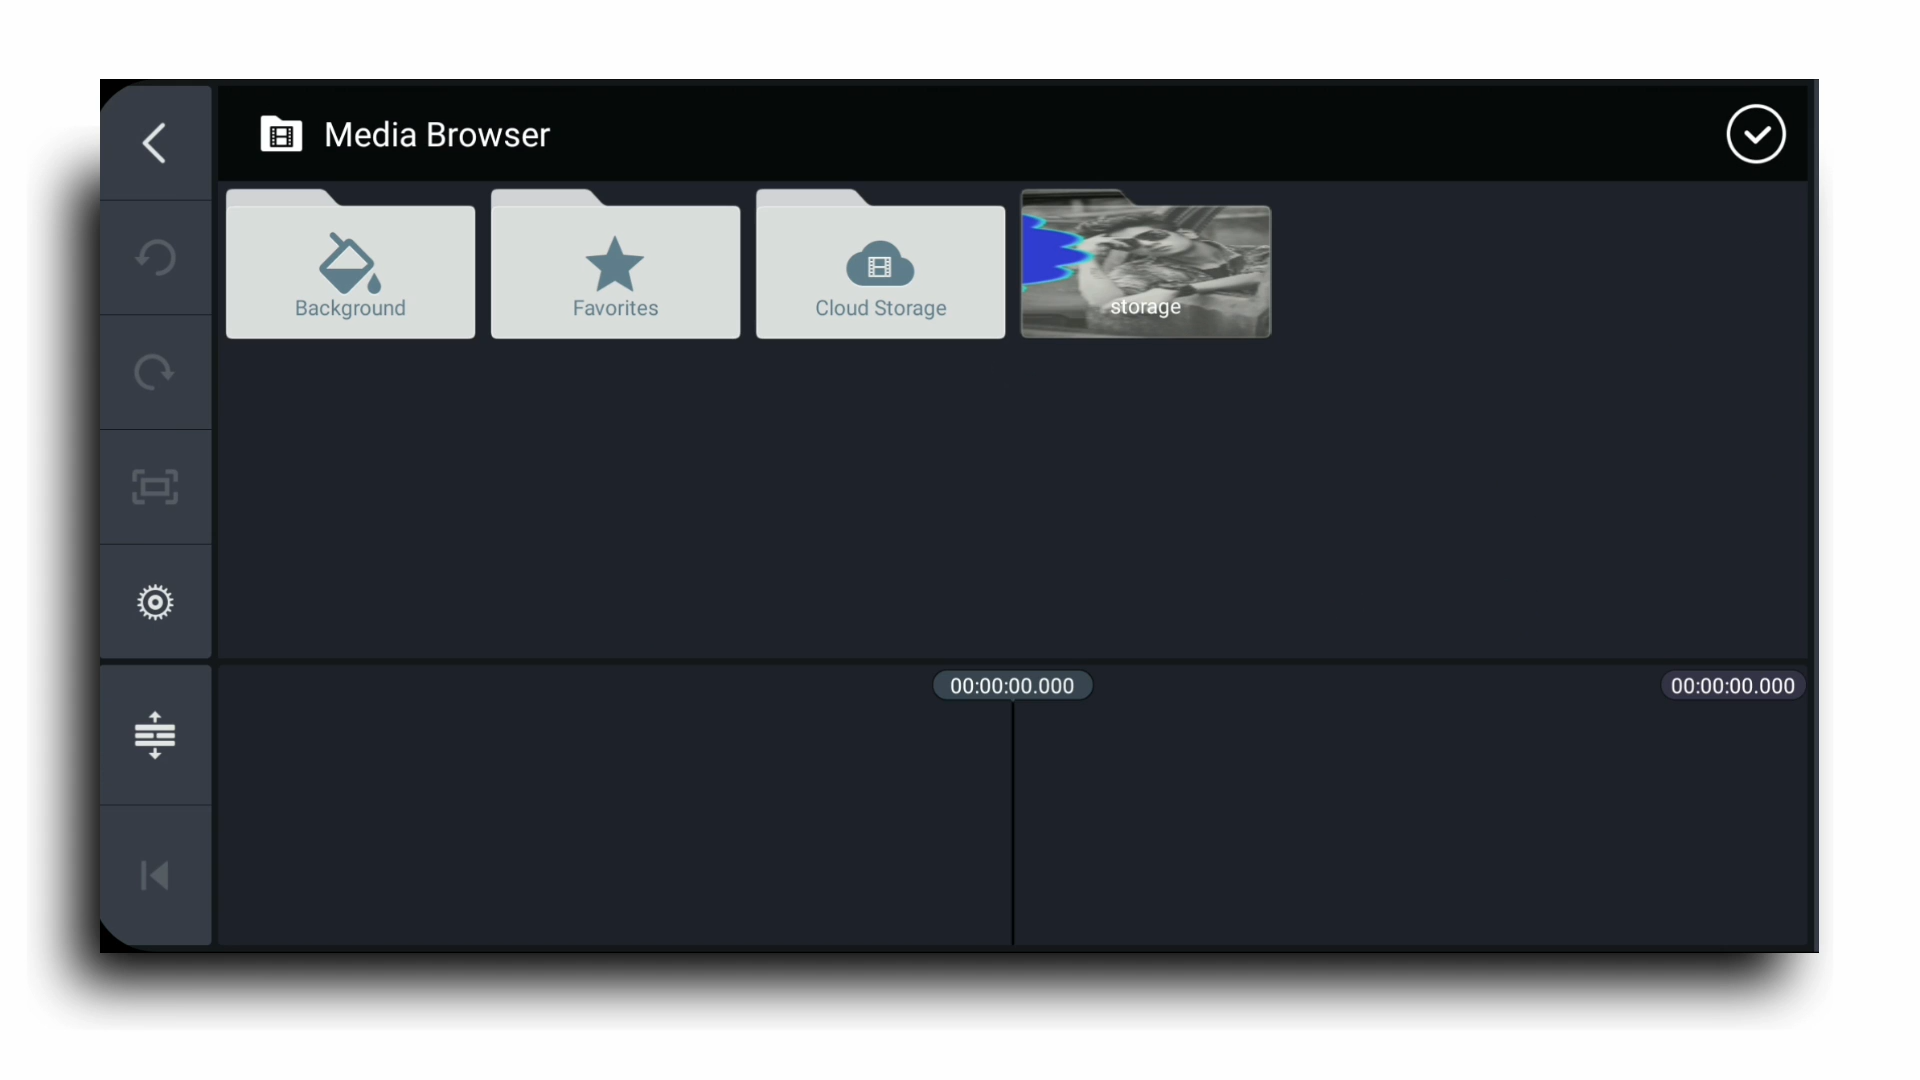 Media Browser
Background
Favorites
Cloud Storage
storage
00:00:00.000
00:00:00.000